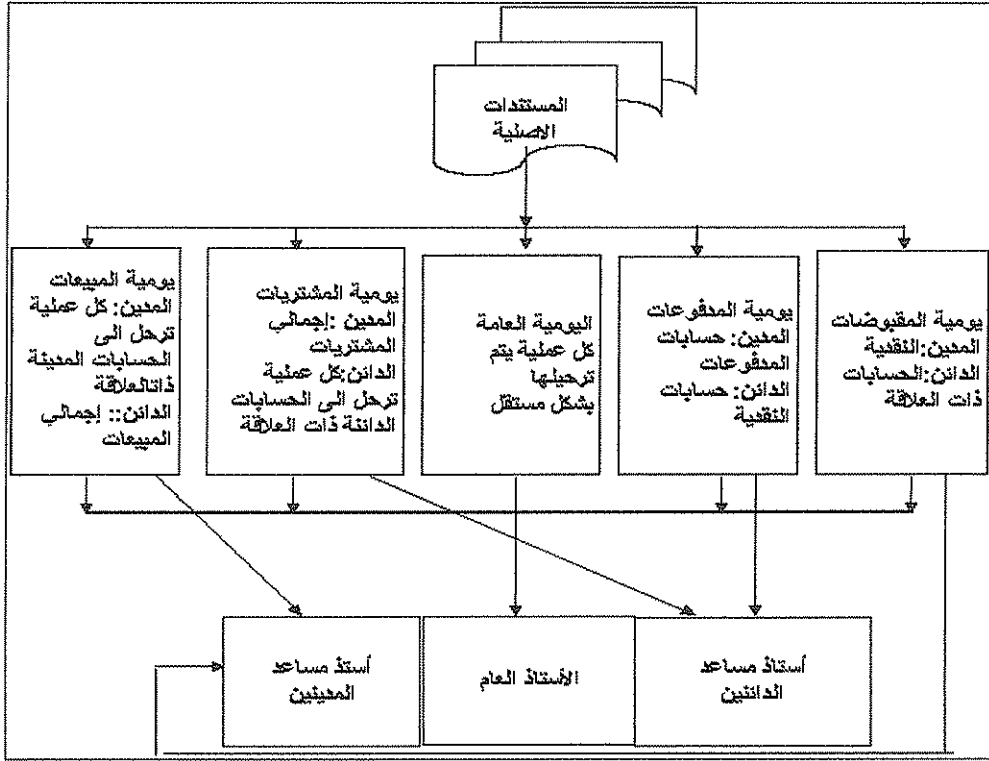 المستندات
الاصلية
يومية المقبوضات
المدين:النقدية
الدائن:الحسابات
ذات العلاقة
يومية المدفوعات
المدين: حسابات
المدفوعات
الدائن: حسابات
النقدية
اليومية العامة
كل عملية يتم
ترحيلها
بشكل مستقل
يومية المشتريات
المدين :إجمالي
المشتريات
الدائن:كل عملية
ترحل الى الحسابات
الدائنة ذات العلاقة
يومية المبيعات
المدين: كل عملية
ترحل الى
الحسابات المدينة
ذاتالعلاقة
الدائن:: إجمالي
المبيعات
أستاذ مساعد
الدائنين
الأستاذ العام
أستذ مساعد
المدينين